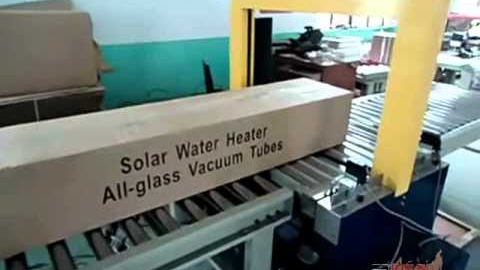 Solar Water Heater
All-glass Vacuum Tubes